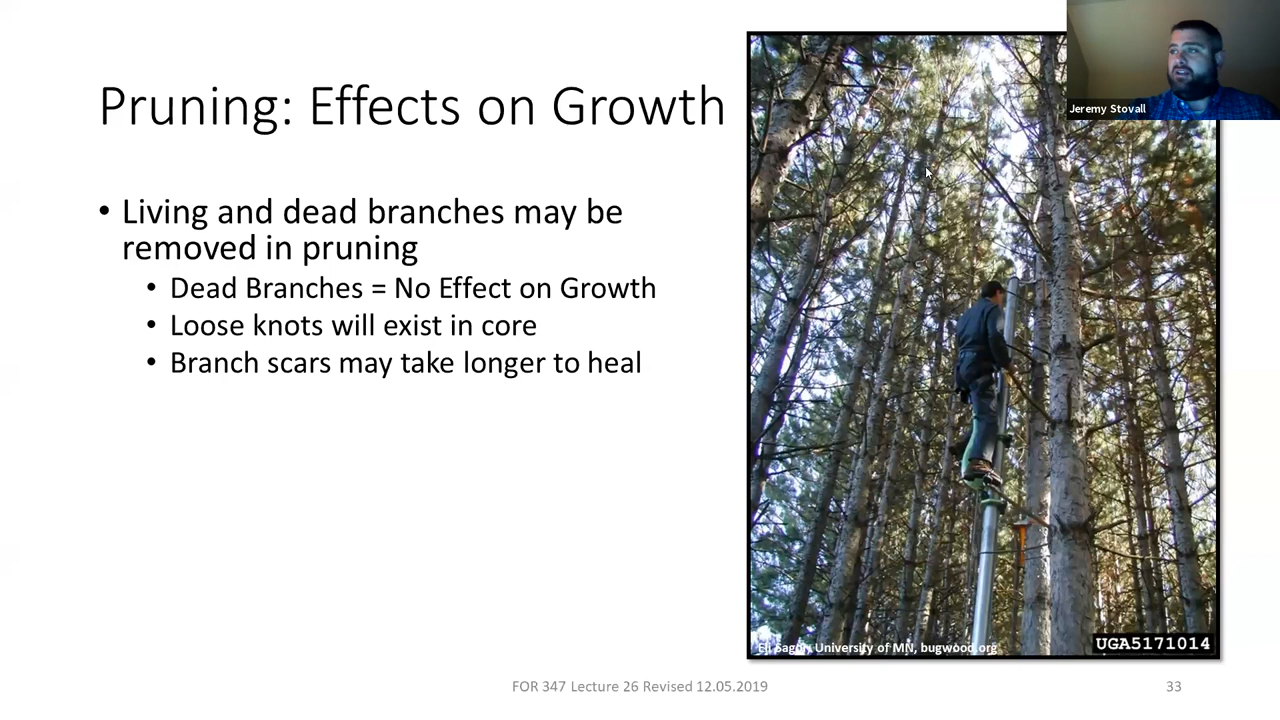 Jeremy Stovall
Pruning: Effects on Growth
• Living and dead branches may be
removed in pruning
• Dead Branches = No Effect on Growth
• Loose knots will exist in core
• Branch scars may take longer to heal
Eli Sagor, University of MN, bugwood.org
UGA5171014
FOR 347 Lecture 26 Revised 12.05.2019
33